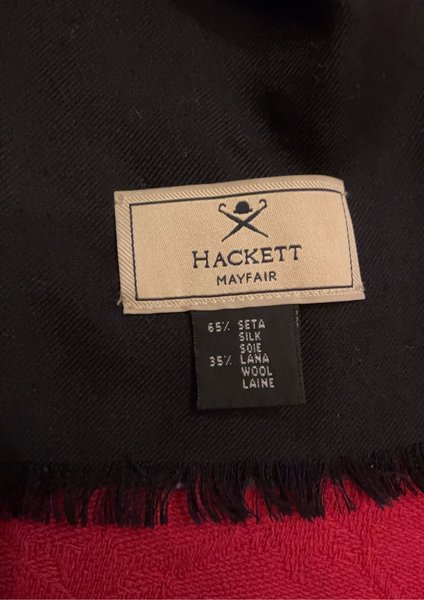 HACKETT
MAYFAIR
65% SETA
SILK
SOIE
35% LANA
WOOL
LAINE